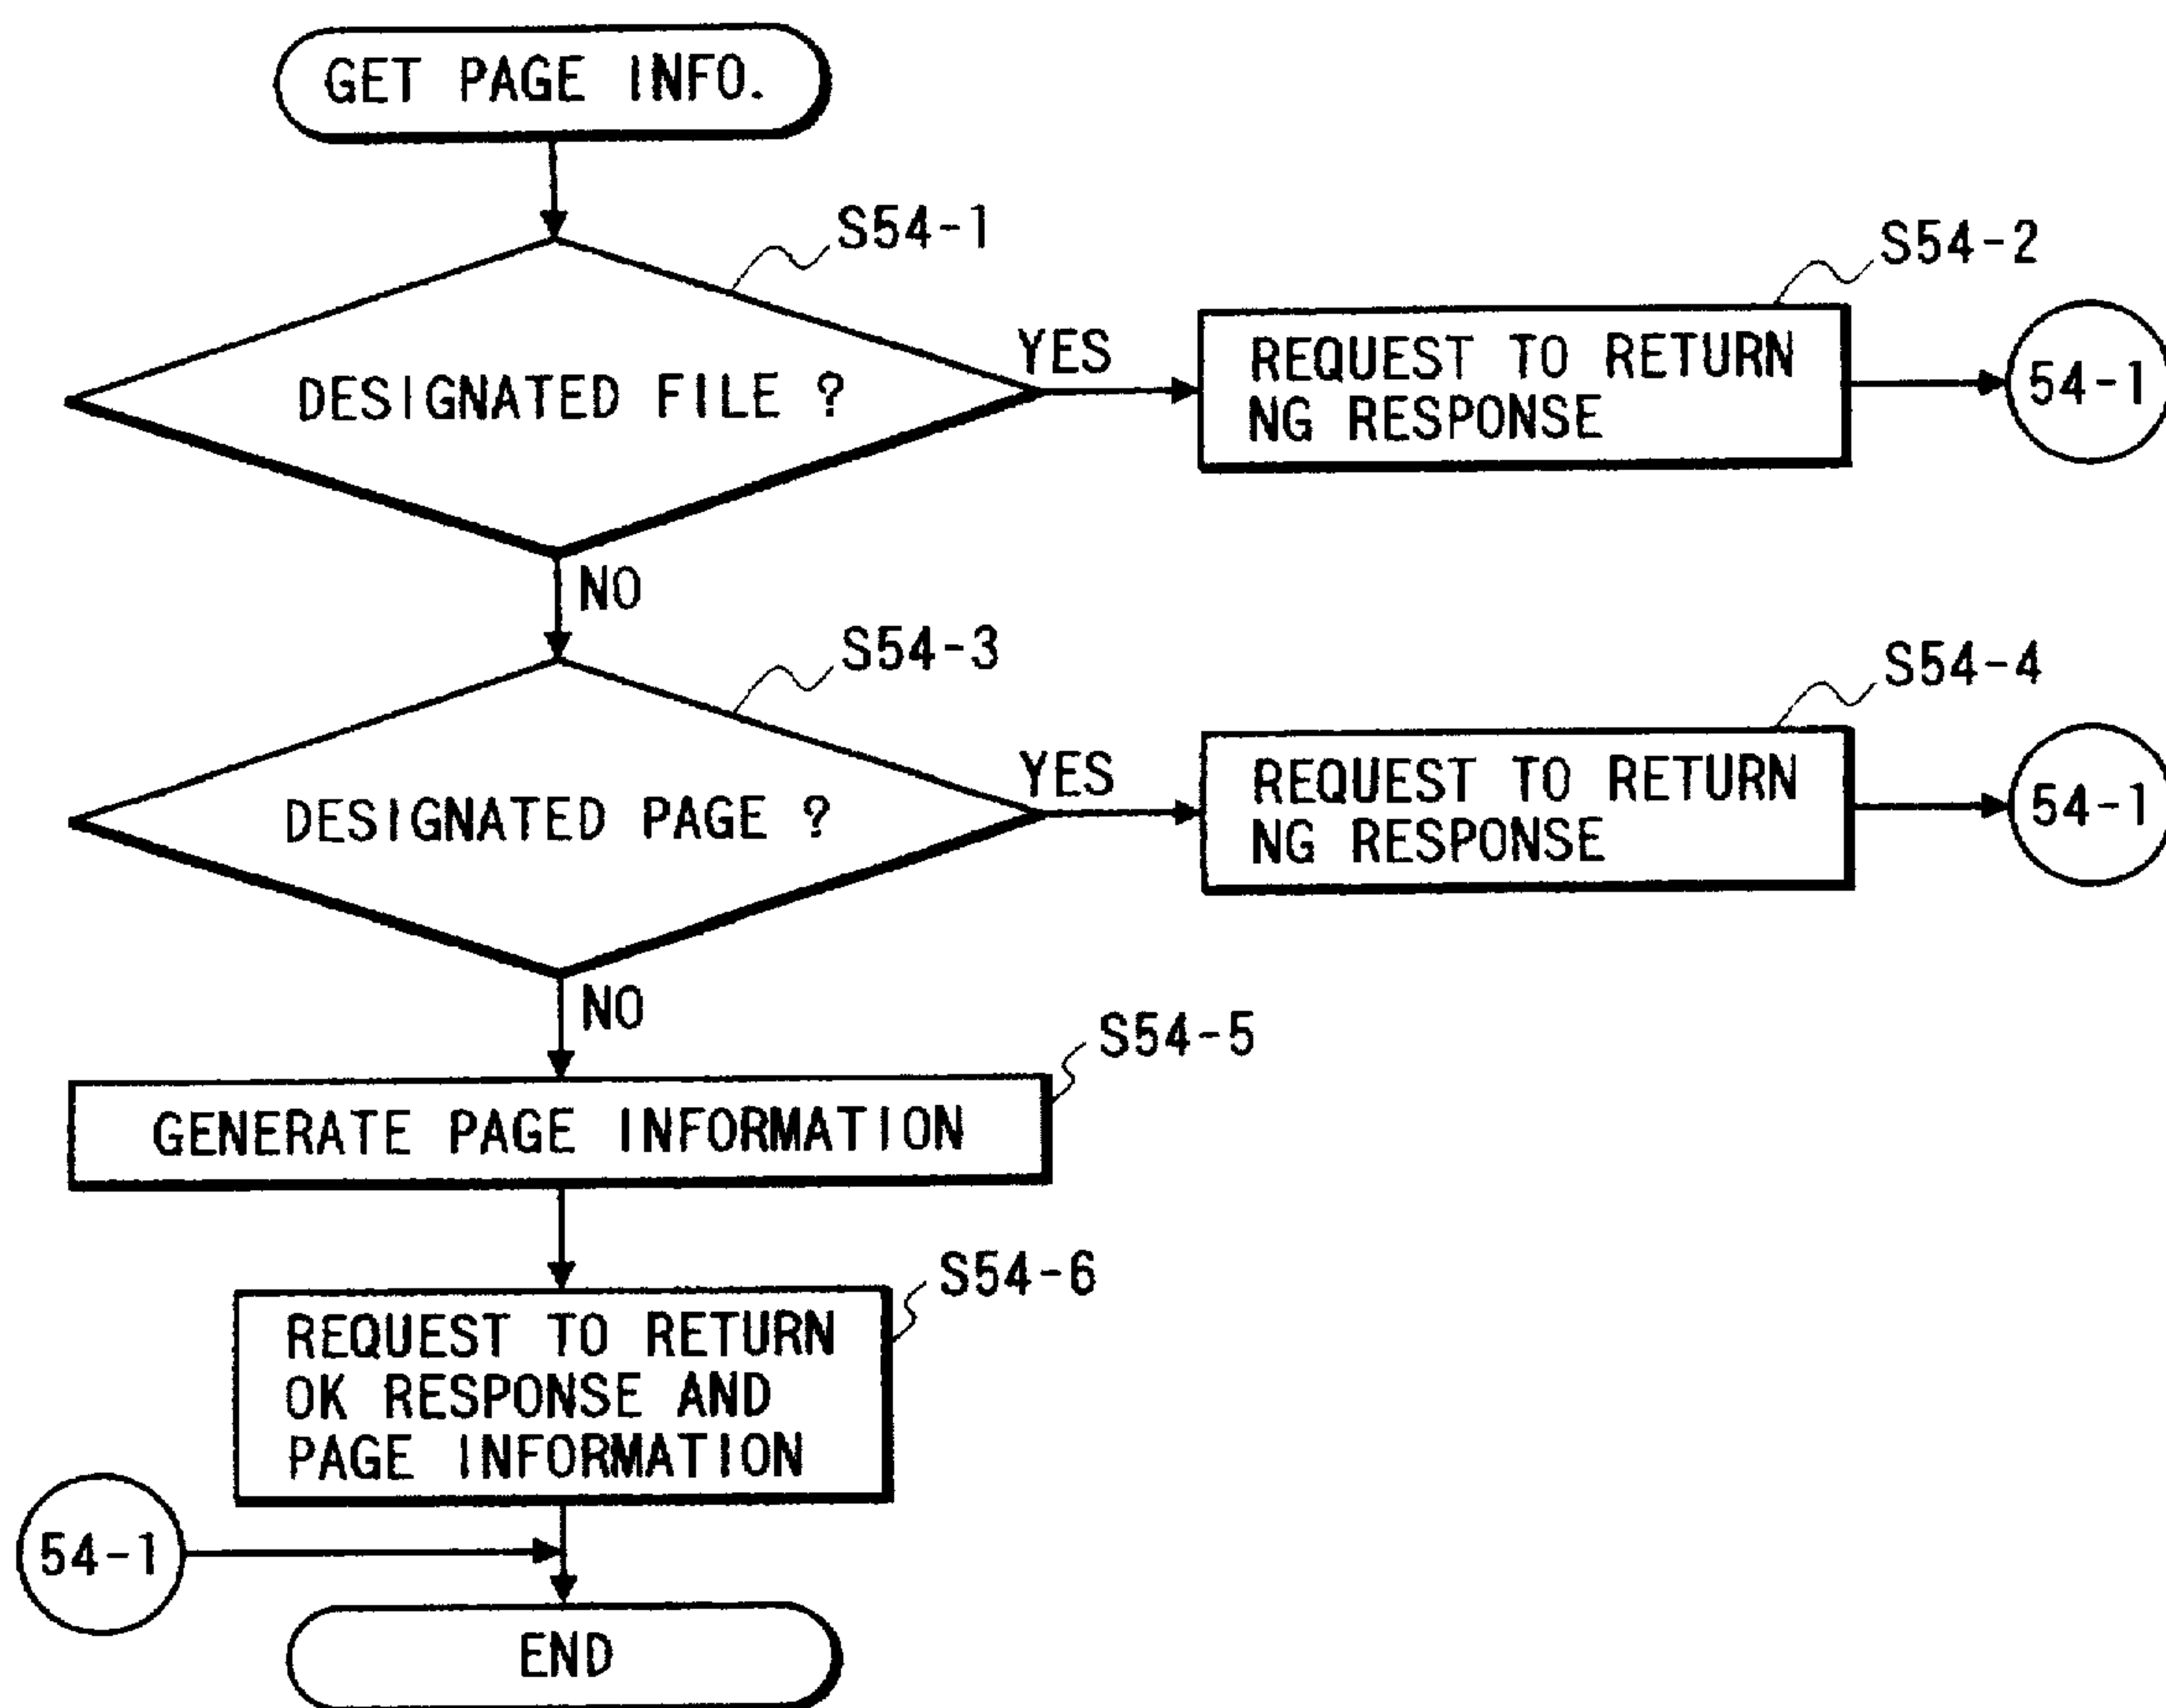 GET PAGE INFO.
S54-1
DESIGNATED FILE ?
YES
S54-2
REQUEST TO RETURN
NG RESPONSE
54-1
NO
S54-3
DESIGNATED PAGE ?
YES
S54-4
REQUEST TO RETURN
NG RESPONSE
54-1
NO
S54-5
GENERATE PAGE INFORMATION
S54-6
REQUEST TO RETURN
OK RESPONSE AND
PAGE INFORMATION
54-1
END